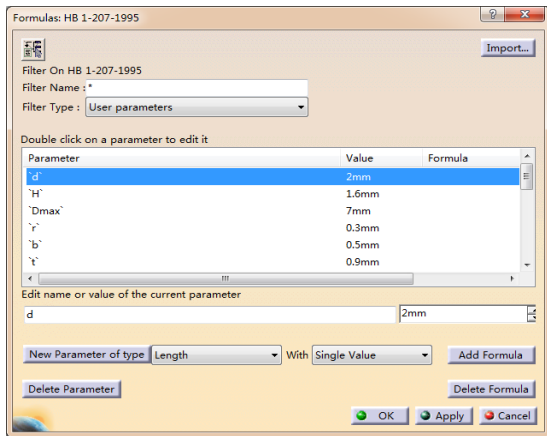 Formulas: HB 1-207-1995
Import...
Filter On HB 1-207-1995
Filter Name : *
Filter Type : User parameters
Double click on a parameter to edit it
Parameter Value Formula
`d` 2mm
`H` 1.6mm
`Dmax` 7mm
`r` 0.3mm
`b` 0.5mm
`t` 0.9mm
Edit name or value of the current parameter
d 2mm
New Parameter of type Length With Single Value Add Formula
Delete Parameter Delete Formula
OK Apply Cancel